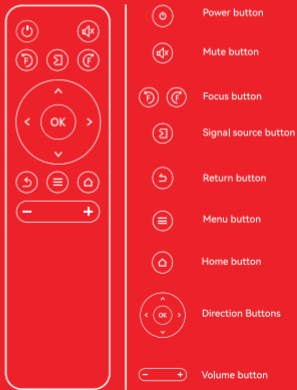 Power button
Mute button
F F
Focus button
F F
Signal source button
OK
Return button
Menu button
Home button
Direction Buttons
OK
- +
Volume button
- +